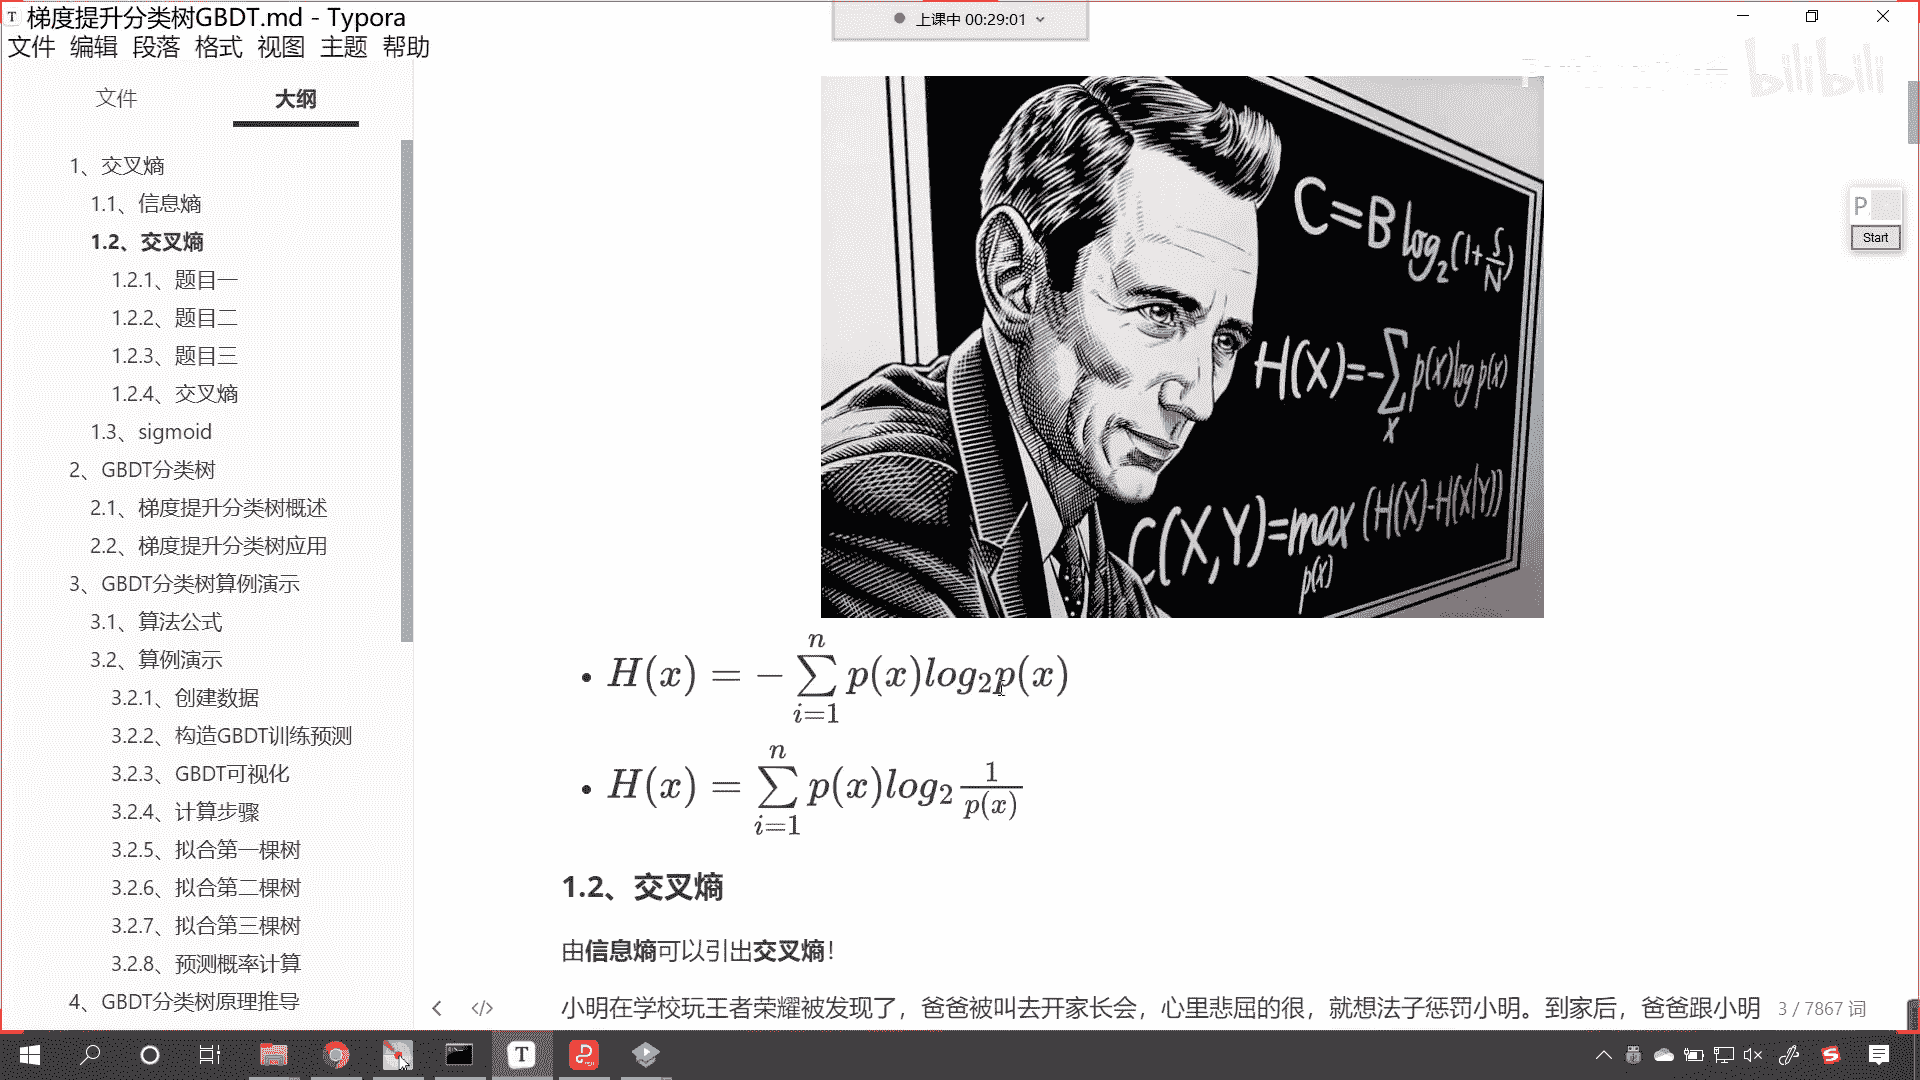 梯度提升分类树GBDT.md - Typora
上课中 00:29:01
文件 编辑 段落 格式 视图 主题 帮助
bilibili
文件 大纲
1、交叉熵
1.1、信息熵
1.2、交叉熵
1.2.1、题目一
1.2.2、题目二
1.2.3、题目三
1.2.4、交叉熵
1.3、sigmoid
2、GBDT分类树
2.1、梯度提升分类树概述
2.2、梯度提升分类树应用
3、GBDT分类树算例演示
3.1、算法公式
3.2、算例演示
3.2.1、创建数据
3.2.2、构造GBDT训练预测
3.2.3、GBDT可视化
3.2.4、计算步骤
3.2.5、拟合第一棵树
3.2.6、拟合第二棵树
3.2.7、拟合第三棵树
3.2.8、预测概率计算
4、GBDT分类树原理推导
C=B log₂(1+S/N)
H(X)=-∑ₓ p(x)log p(x)
C(X,Y)=max p(x) (H(X)-H(X|Y))
P
Start
• H(x) = −∑ᵢ₌₁ⁿ p(x)log₂p(x)
• H(x) = ∑ᵢ₌₁ⁿ p(x)log₂ 1/p(x)
1.2、交叉熵
由信息熵可以引出交叉熵！
小明在学校玩王者荣耀被发现了，爸爸被叫去开家长会，心里悲屈的很，就想法子惩罚小明。到家后，爸爸跟小明
3 / 7867 词